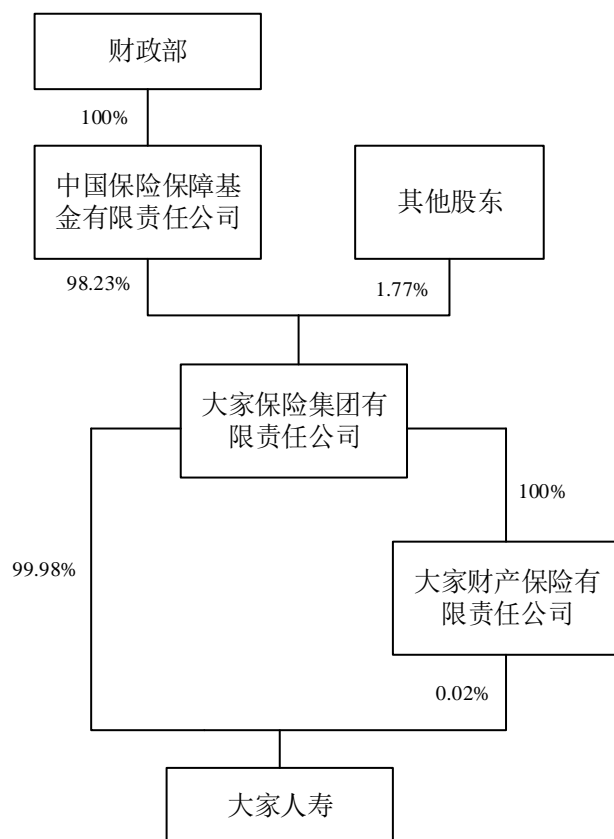 财政部
100%
中国保险保障基
金有限责任公司
其他股东
98.23%
1.77%
大家保险集团有
限责任公司
100%
99.98%
大家财产保险有
限责任公司
0.02%
大家人寿